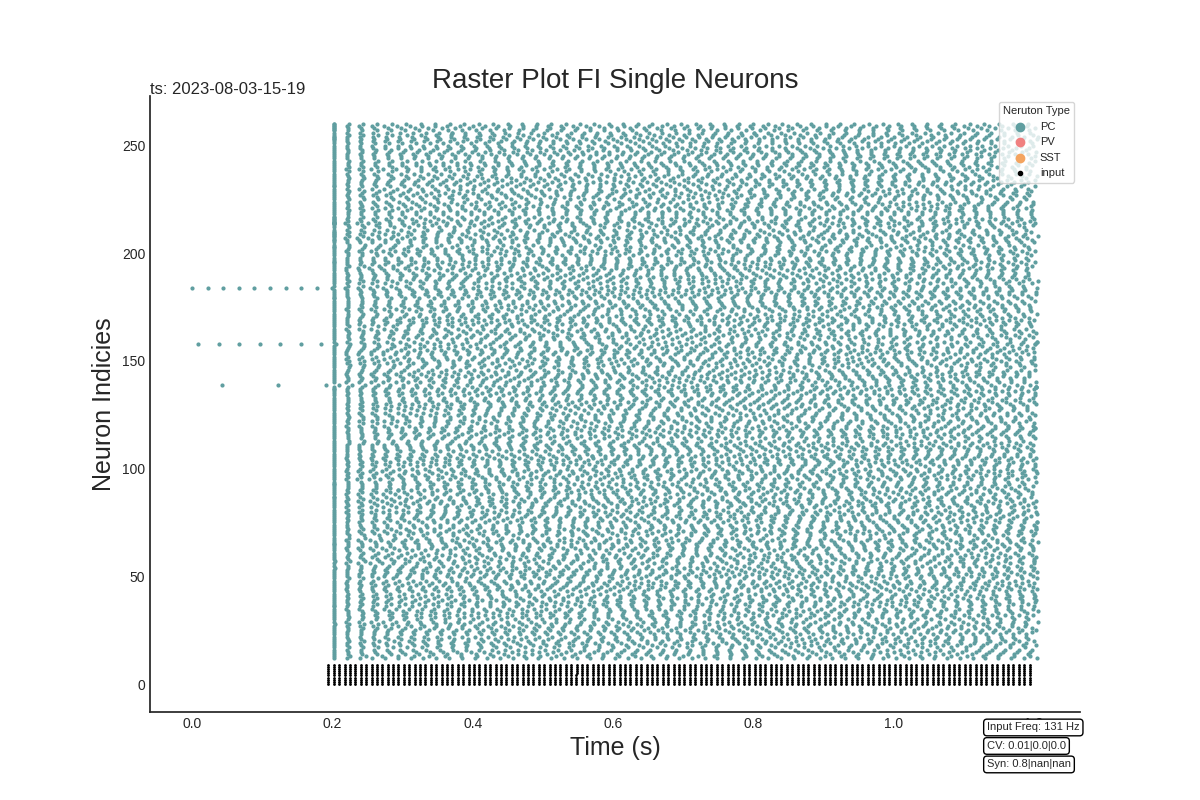 Raster Plot FI Single Neurons
ts: 2023-08-03-15-19
Neruton Type
PC
PV
SST
input
Neuron Indicies
250
200
150
100
50
0
0.0
0.2
0.4
0.6
0.8
1.0
Time (s)
Input Freq: 131 Hz
CV: 0.01|0.0|0.0
Syn: 0.8|nan|nan